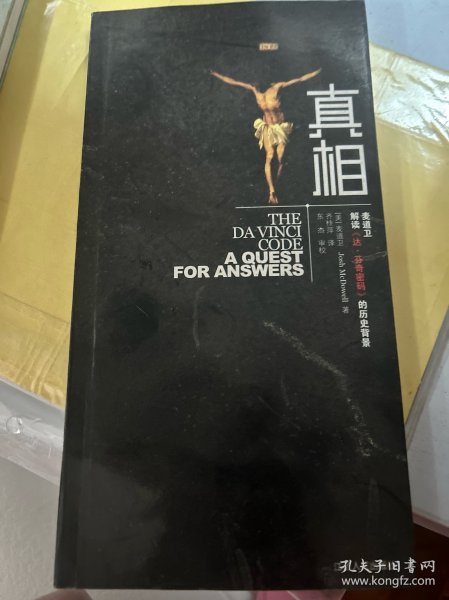 真相
THE
DA VINCI
CODE
A QUEST
FOR ANSWERS
麦道卫
解读《达·芬奇密码》的历史背景
[美]麦道卫 Josh McDowell 著
齐桂萍 译
东杰 审校
孔夫子旧书网
www.kongfz.com